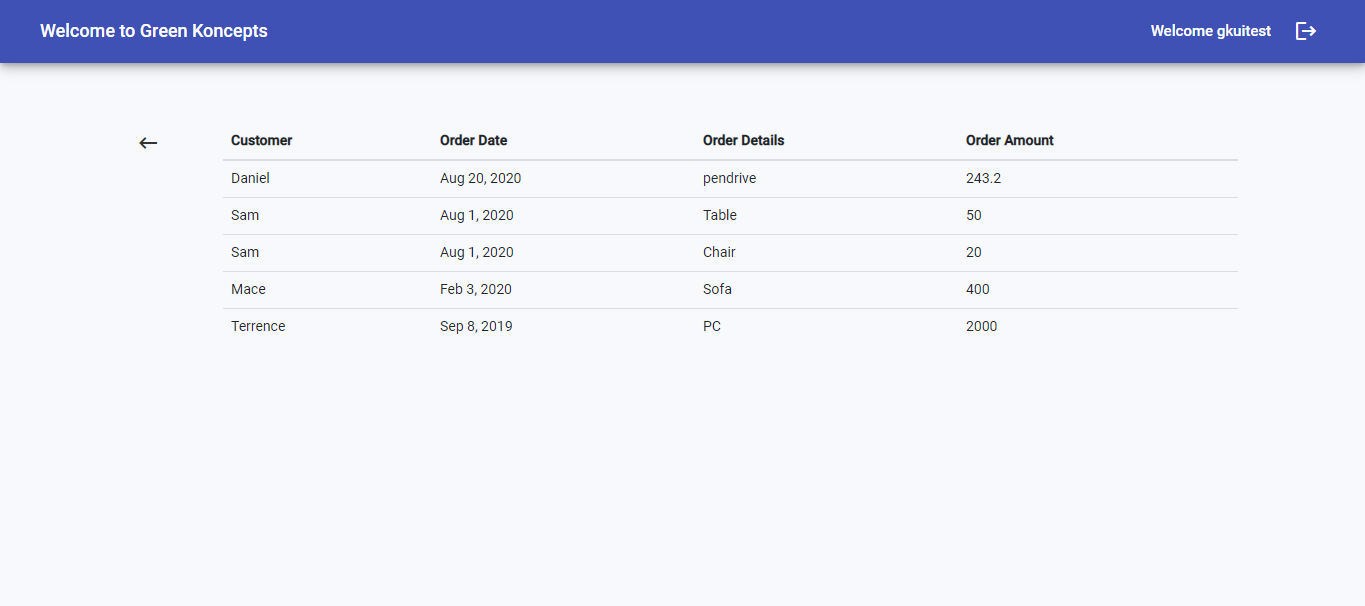 Welcome to Green Koncepts
Welcome gkuitest
Customer Order Date Order Details Order Amount
Daniel Aug 20, 2020 pendrive 243.2
Sam Aug 1, 2020 Table 50
Sam Aug 1, 2020 Chair 20
Mace Feb 3, 2020 Sofa 400
Terrence Sep 8, 2019 PC 2000